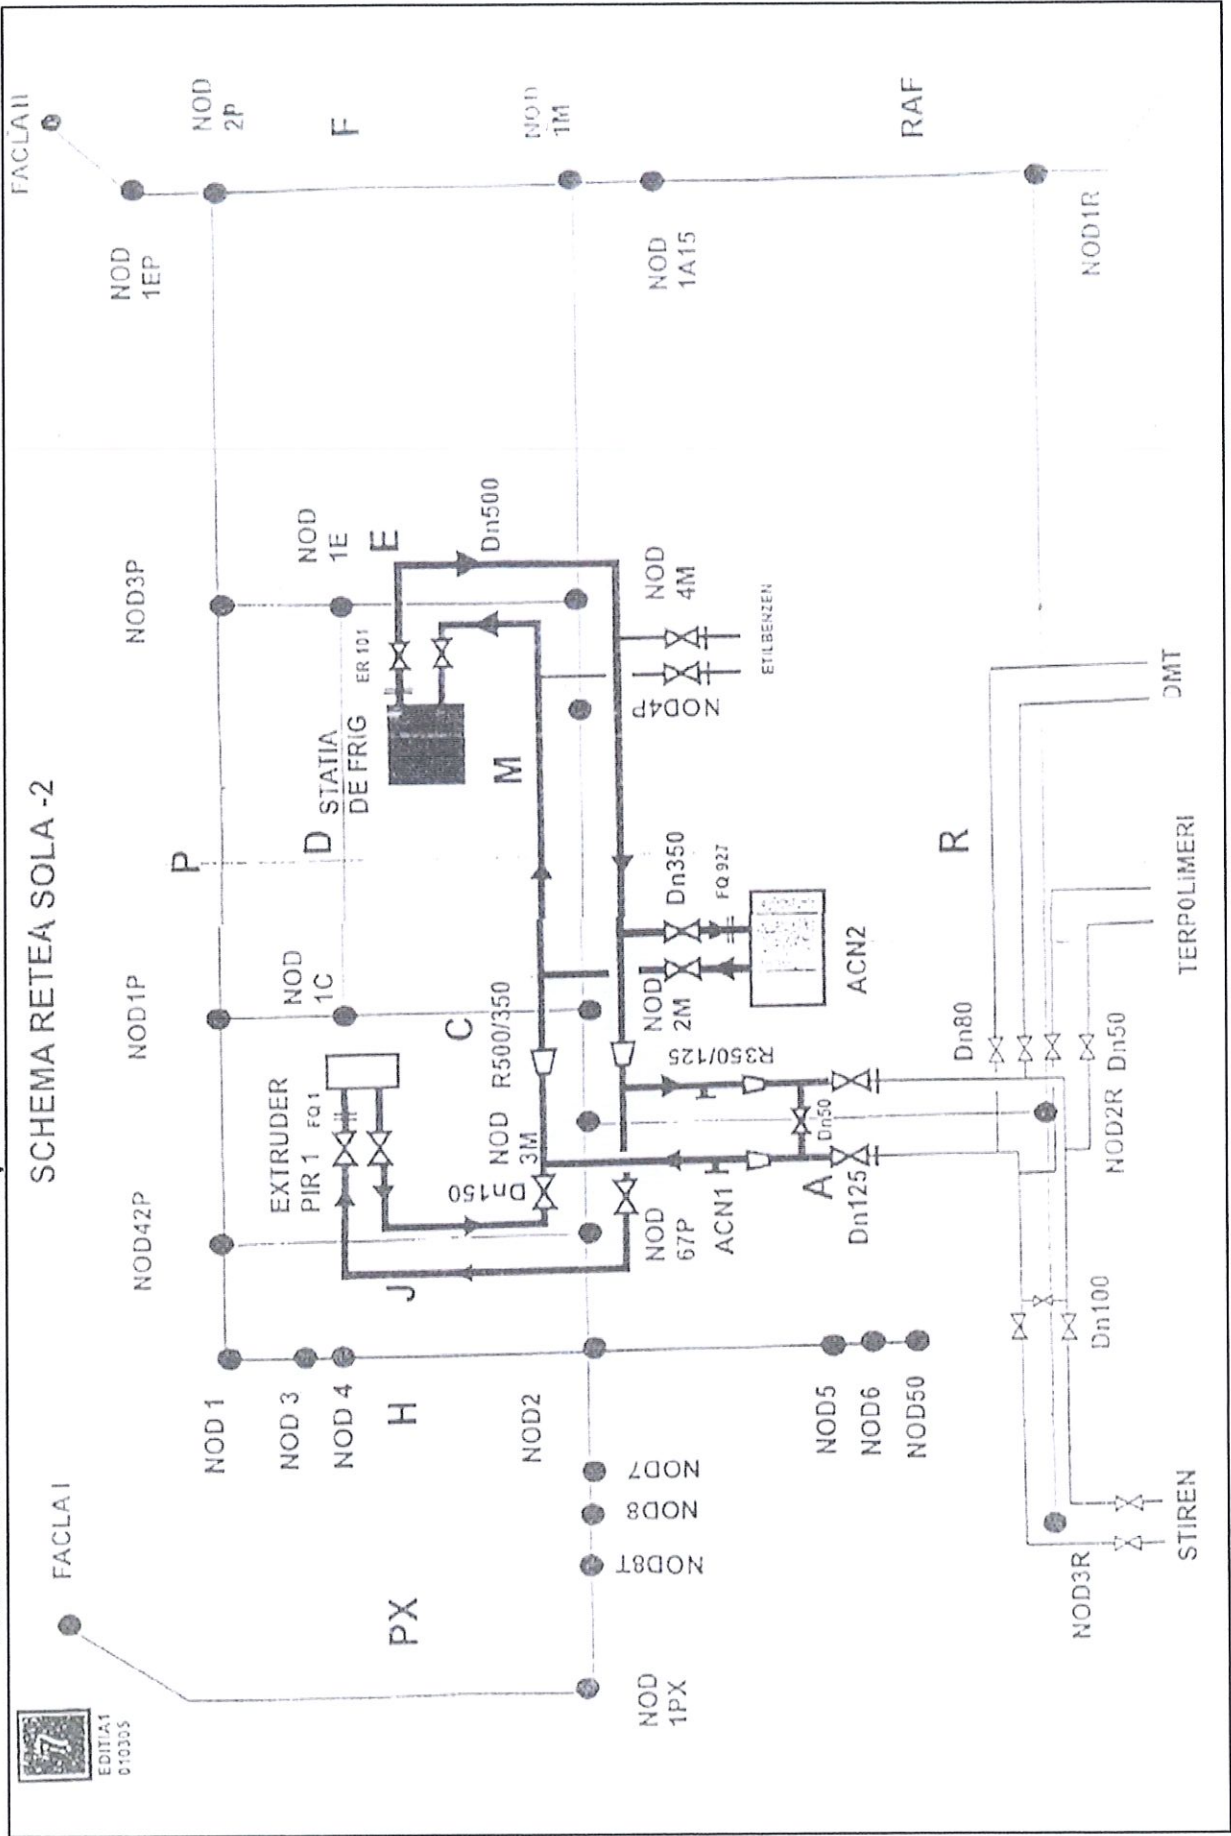 SCHEMA RETEA SOLA -2
EDITIA1
010305
FACLA I
FACLA II
NOD42P
NOD1P
NOD3P
NOD
1EP
NOD
2P
P
NOD 1
NOD 3
NOD 4
H
EXTRUDER
PIR 1
FQ1
NOD
1C
D
STATIA
DE FRIG
ER 101
NOD
1E
E
F
PX
J
C
M
Dn500
Dn150
NOD
3M
R500/350
NOD2
NOD
1M
NOD
1PX
NOD8T
NOD8
NOD7
NOD
67P
ACN1
R350/125
NOD
2M
Dn350
FQ927
NOD4P
NOD
4M
ETILBENZEN
NOD
1A15
A
Dn50
ACN2
NOD5
NOD6
NOD50
Dn125
RAF
R
Dn80
NOD3R
Dn100
NOD2R
Dn50
NOD1R
STIREN
TERPOLIMERI
DMT